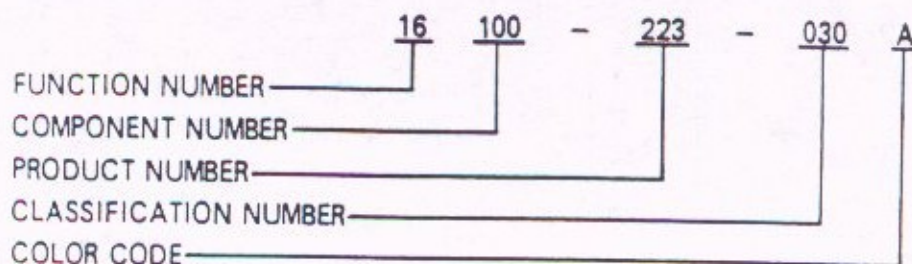 16 100 - 223 - 030 A
FUNCTION NUMBER
COMPONENT NUMBER
PRODUCT NUMBER
CLASSIFICATION NUMBER
COLOR CODE